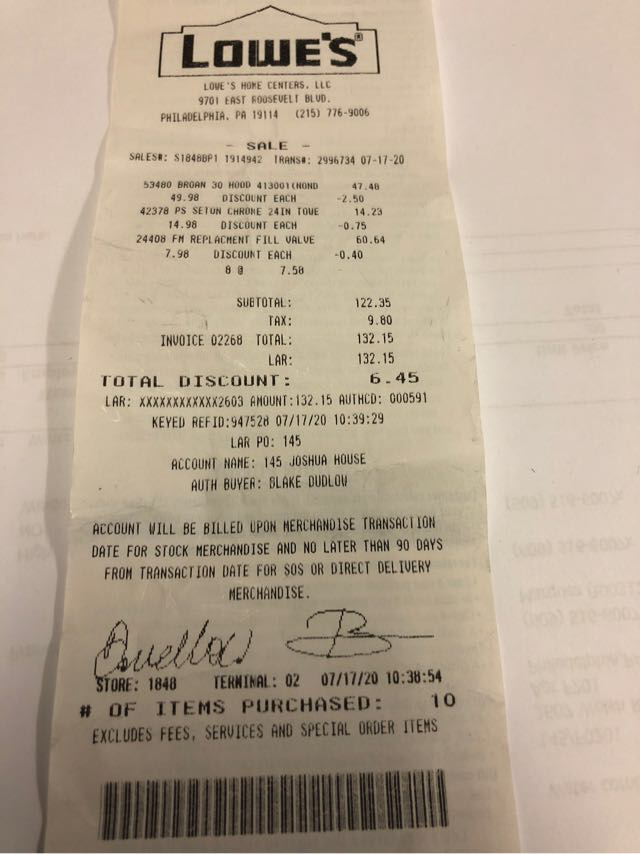 LOWE'S®
LOWE'S HOME CENTERS, LLC
9701 EAST ROOSEVELT BLVD.
PHILADELPHIA, PA 19114 (215) 776-9006
- SALE -
SALES#: S1848BP1 1914942 TRANS#: 2996734 07-17-20
53480 BROAN 30 HOOD 413001(NOND 47.48
49.98 DISCOUNT EACH -2.50
42378 PS SETON CHROME 24IN TOWE 14.23
14.98 DISCOUNT EACH -0.75
24408 FM REPLACMENT FILL VALVE 60.64
7.98 DISCOUNT EACH -0.40
8 @ 7.58
SUBTOTAL: 122.35
TAX: 9.80
INVOICE 02268 TOTAL: 132.15
LAR: 132.15
TOTAL DISCOUNT: 6.45
LAR: XXXXXXXXXXXX2603 AMOUNT:132.15 AUTHCD: 000591
KEYED REFID:947528 07/17/20 10:39:29
LAR PO: 145
ACCOUNT NAME: 145 JOSHUA HOUSE
AUTH BUYER: BLAKE DUDLOW
ACCOUNT WILL BE BILLED UPON MERCHANDISE TRANSACTION
DATE FOR STOCK MERCHANDISE AND NO LATER THAN 90 DAYS
FROM TRANSACTION DATE FOR SOS OR DIRECT DELIVERY
MERCHANDISE.
STORE: 1848 TERMINAL: 02 07/17/20 10:38:54
# OF ITEMS PURCHASED: 10
EXCLUDES FEES, SERVICES AND SPECIAL ORDER ITEMS